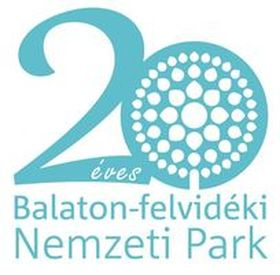 20
éves
Balaton-felvidéki
Nemzeti Park